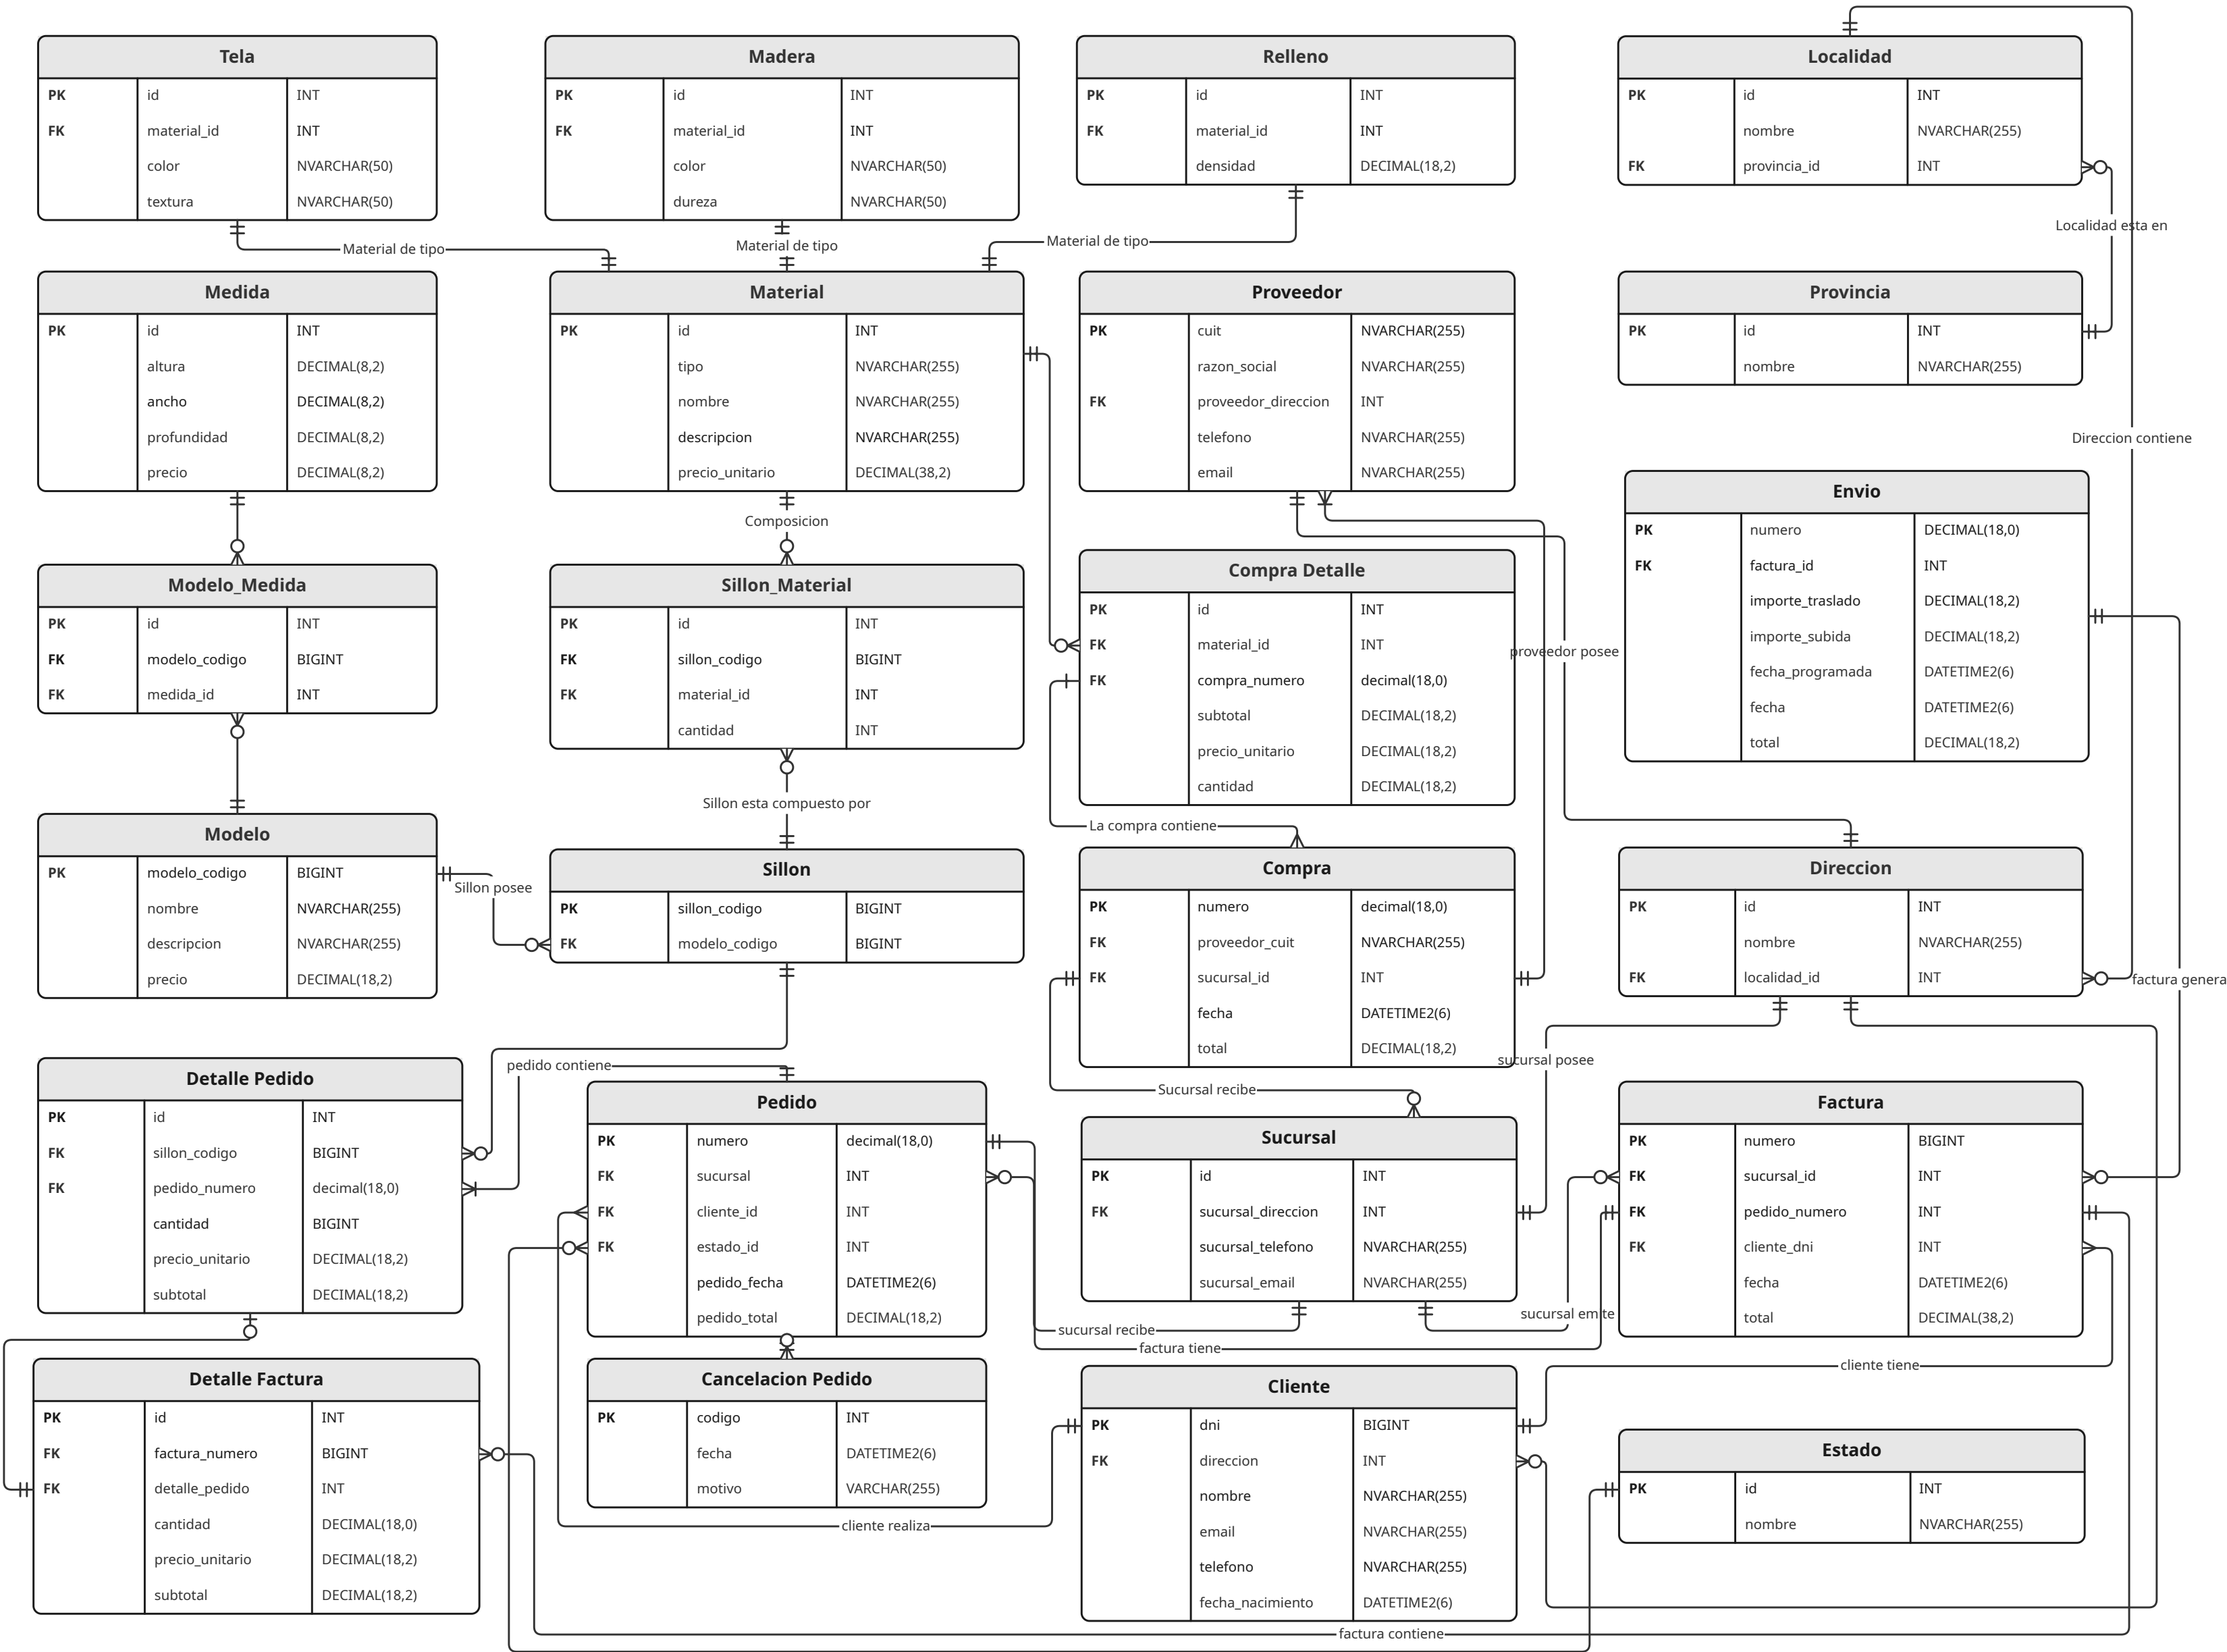 Tela
PK id INT
FK material_id INT
color NVARCHAR(50)
textura NVARCHAR(50)
Madera
PK id INT
FK material_id INT
color NVARCHAR(50)
dureza NVARCHAR(50)
Relleno
PK id INT
FK material_id INT
densidad DECIMAL(18,2)
Localidad
PK id INT
nombre NVARCHAR(255)
FK provincia_id INT
Localidad esta en
Material de tipo
Material de tipo
Material de tipo
Medida
PK id INT
altura DECIMAL(8,2)
ancho DECIMAL(8,2)
profundidad DECIMAL(8,2)
precio DECIMAL(8,2)
Material
PK id INT
tipo NVARCHAR(255)
nombre NVARCHAR(255)
descripcion NVARCHAR(255)
precio_unitario DECIMAL(38,2)
Proveedor
PK cuit NVARCHAR(255)
razon_social NVARCHAR(255)
FK proveedor_direccion INT
telefono NVARCHAR(255)
email NVARCHAR(255)
Provincia
PK id INT
nombre NVARCHAR(255)
Direccion contiene
Composicion
Envio
PK numero DECIMAL(18,0)
FK factura_id INT
importe_traslado DECIMAL(18,2)
importe_subida DECIMAL(18,2)
fecha_programada DATETIME2(6)
fecha DATETIME2(6)
total DECIMAL(18,2)
Modelo_Medida
PK id INT
FK modelo_codigo BIGINT
FK medida_id INT
Sillon_Material
PK id INT
FK sillon_codigo BIGINT
FK material_id INT
cantidad INT
Compra Detalle
PK id INT
FK material_id INT
FK compra_numero decimal(18,0)
subtotal DECIMAL(18,2)
precio_unitario DECIMAL(18,2)
cantidad DECIMAL(18,2)
proveedor posee
Sillon esta compuesto por
La compra contiene
Modelo
PK modelo_codigo BIGINT
nombre NVARCHAR(255)
descripcion NVARCHAR(255)
precio DECIMAL(18,2)
Sillon posee
Sillon
PK sillon_codigo BIGINT
FK modelo_codigo BIGINT
Compra
PK numero decimal(18,0)
FK proveedor_cuit NVARCHAR(255)
FK sucursal_id INT
fecha DATETIME2(6)
total DECIMAL(18,2)
Direccion
PK id INT
nombre NVARCHAR(255)
FK localidad_id INT
factura genera
sucursal posee
pedido contiene
Sucursal recibe
Detalle Pedido
PK id INT
FK sillon_codigo BIGINT
FK pedido_numero decimal(18,0)
cantidad BIGINT
precio_unitario DECIMAL(18,2)
subtotal DECIMAL(18,2)
Pedido
PK numero decimal(18,0)
FK sucursal INT
FK cliente_id INT
FK estado_id INT
pedido_fecha DATETIME2(6)
pedido_total DECIMAL(18,2)
Sucursal
PK id INT
FK sucursal_direccion INT
sucursal_telefono NVARCHAR(255)
sucursal_email NVARCHAR(255)
Factura
PK numero BIGINT
FK sucursal_id INT
FK pedido_numero INT
FK cliente_dni INT
fecha DATETIME2(6)
total DECIMAL(38,2)
sucursal emite
sucursal recibe
factura tiene
cliente tiene
Detalle Factura
PK id INT
FK factura_numero BIGINT
FK detalle_pedido INT
cantidad DECIMAL(18,0)
precio_unitario DECIMAL(18,2)
subtotal DECIMAL(18,2)
Cancelacion Pedido
PK codigo INT
fecha DATETIME2(6)
motivo VARCHAR(255)
cliente realiza
Cliente
PK dni BIGINT
FK direccion INT
nombre NVARCHAR(255)
email NVARCHAR(255)
telefono NVARCHAR(255)
fecha_nacimiento DATETIME2(6)
Estado
PK id INT
nombre NVARCHAR(255)
factura contiene